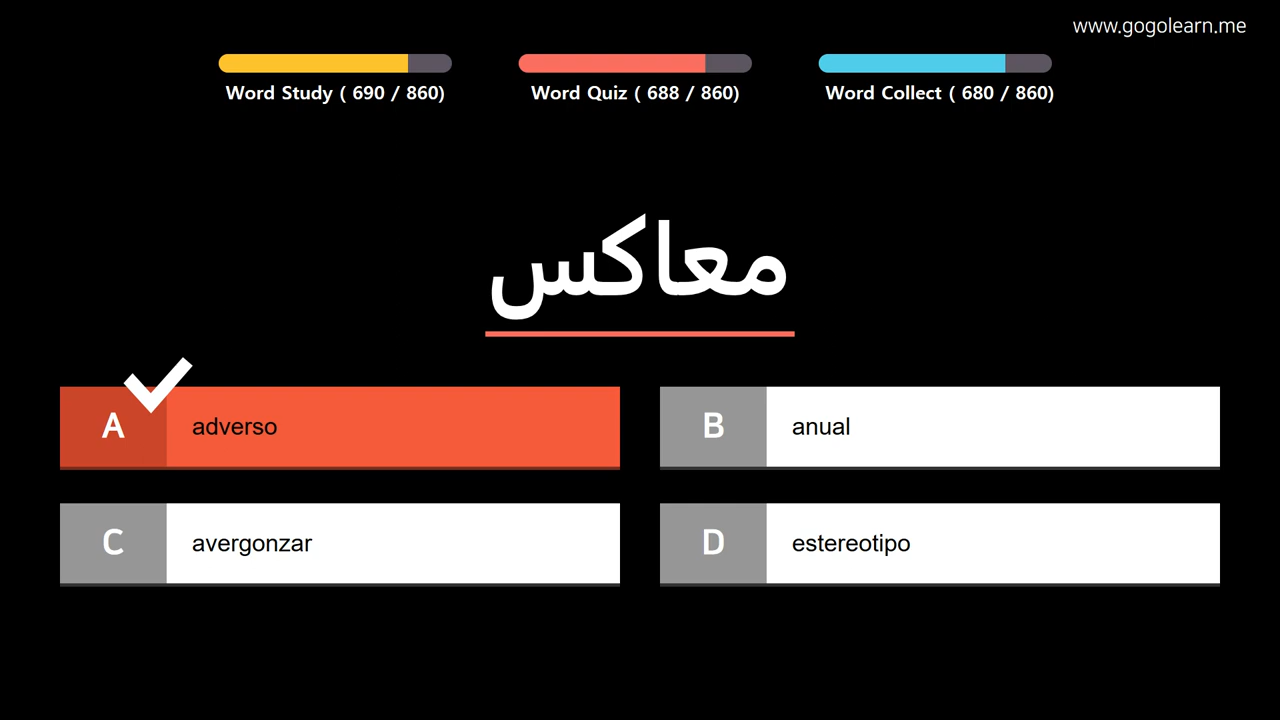 www.gogolearn.me
Word Study ( 690 / 860)
Word Quiz ( 688 / 860)
Word Collect ( 680 / 860)
معاكس
A adverso
B anual
C avergonzar
D estereotipo